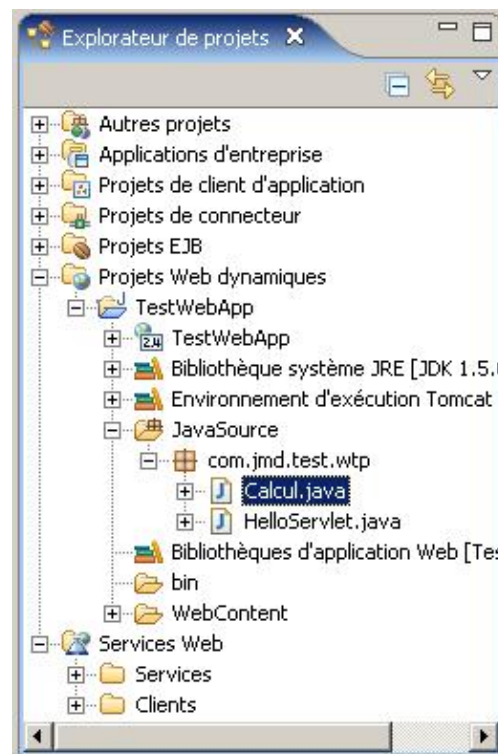 Explorateur de projets
Autres projets
Applications d'entreprise
Projets de client d'application
Projets de connecteur
Projets EJB
Projets Web dynamiques
TestWebApp
2.4 TestWebApp
Bibliothèque système JRE [JDK 1.5.
Environnement d'exécution Tomcat
JavaSource
com.jmd.test.wtp
J Calcul.java
J HelloServlet.java
Bibliothèques d'application Web [Tes
bin
WebContent
Services Web
Services
Clients